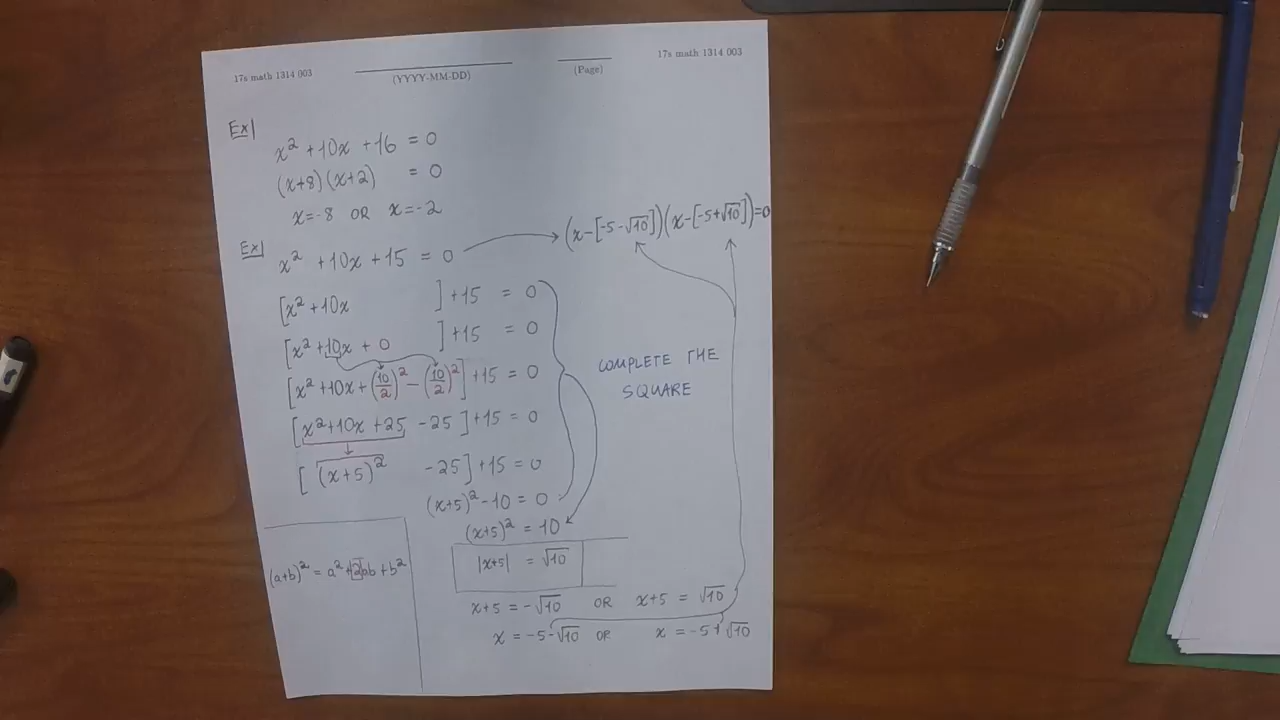 17s math 1314 003 (YYYY-MM-DD) (Page) 17s math 1314 003
Ex1
x² + 10x + 16 = 0
(x+8)(x+2) = 0
x=-8 OR x=-2
Ex1
x² + 10x + 15 = 0 → (x-[-5-√10])(x-[-5+√10])=0
[x² + 10x ] + 15 = 0
[x² + 10x + 0 ] + 15 = 0
[x² + 10x + (10/2)² - (10/2)²] + 15 = 0
[x² + 10x + 25 - 25] + 15 = 0
[(x+5)² - 25] + 15 = 0
(x+5)² - 10 = 0
(x+5)² = 10
|x+5| = √10
x+5 = -√10 OR x+5 = √10
x = -5-√10 OR x = -5+√10
COMPLETE THE
SQUARE
(a+b)² = a² + 2ab + b²